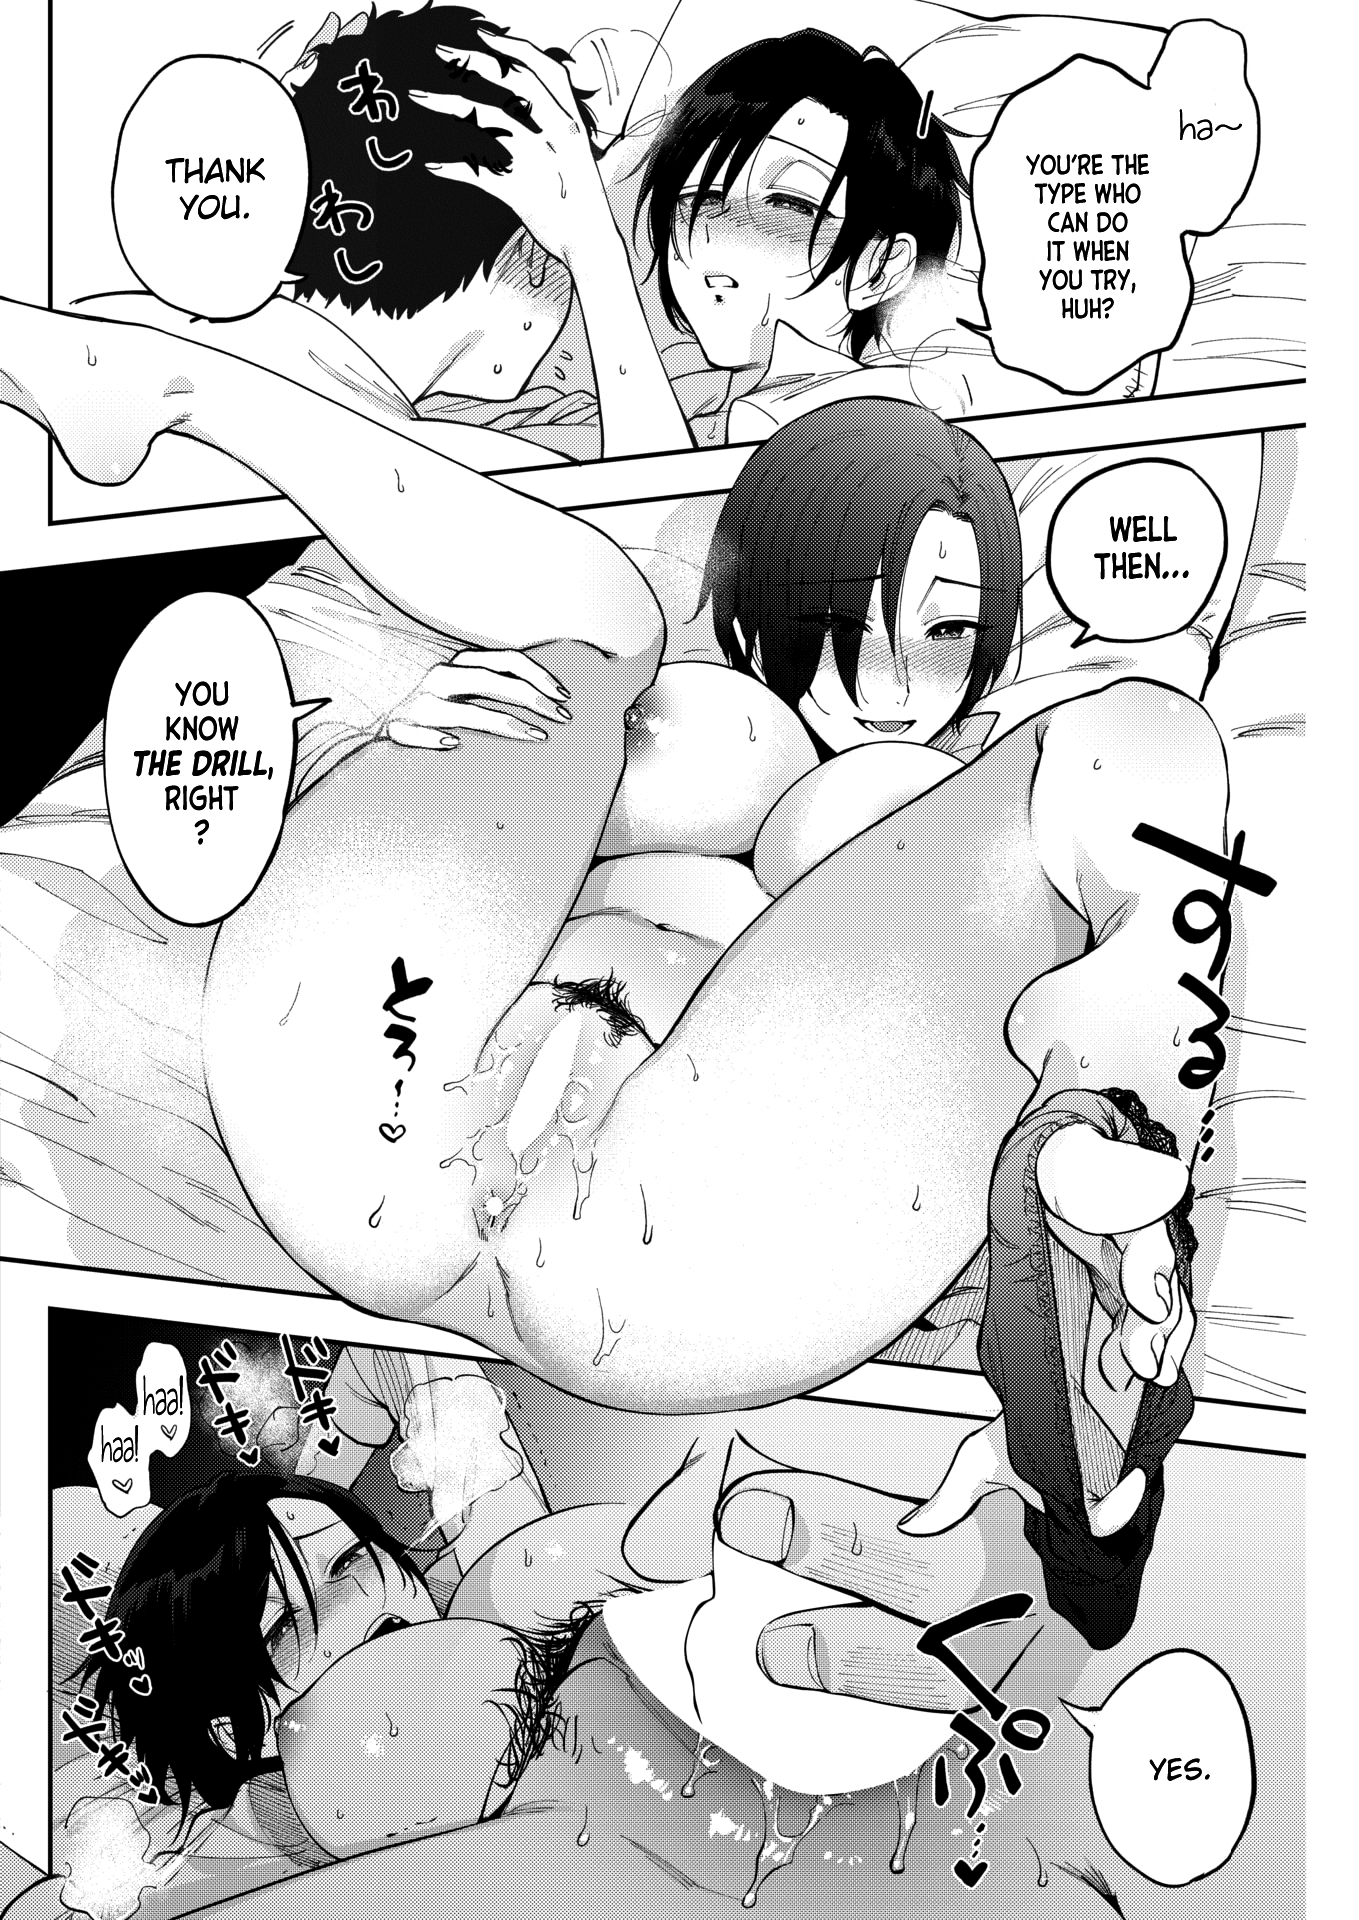 ha~
YOU'RE THE
TYPE WHO
CAN DO
IT WHEN
YOU TRY,
HUH?
わし
わし
THANK
YOU.
WELL
THEN...
する…
YOU
KNOW
THE DRILL,
RIGHT
?
とろ～…♡
ドキ♥
ドキ♥
haa!♡
haa!♡
ドキッ♥
ドキッ♥
くぷ…♥
YES.